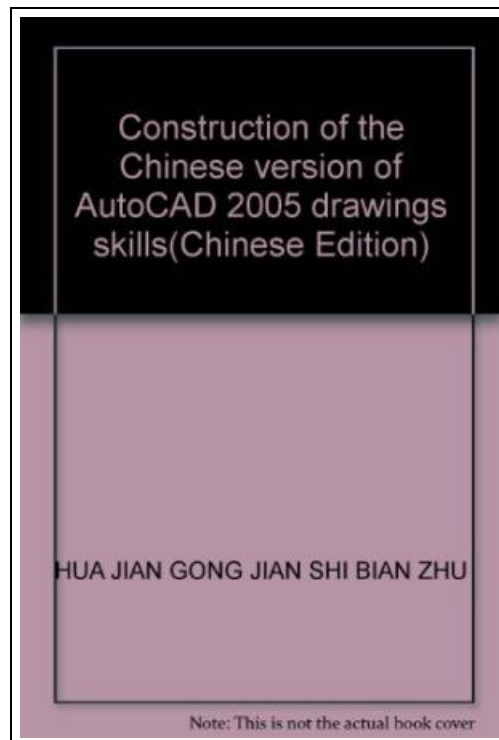 Construction of the
Chinese version of
AutoCAD 2005 drawings
skills(Chinese Edition)
HUA JIAN GONG JIAN SHI BIAN ZHU
Note: This is not the actual book cover